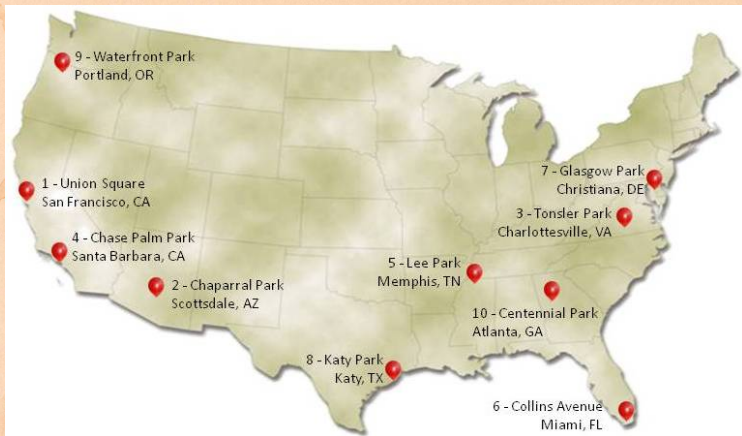 9 - Waterfront Park
Portland, OR
1 - Union Square
San Francisco, CA
7 - Glasgow Park
Christiana, DE
3 - Tonsler Park
Charlottesville, VA
4 - Chase Palm Park
Santa Barbara, CA
5 - Lee Park
Memphis, TN
2 - Chaparral Park
Scottsdale, AZ
10 - Centennial Park
Atlanta, GA
8 - Katy Park
Katy, TX
6 - Collins Avenue
Miami, FL